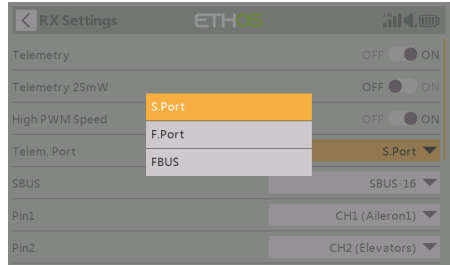 RX Settings ETHOS
Telemetry OFF ON
Telemetry 25mW OFF ON
High PWM Speed OFF ON
Telem. Port S.Port
S.Port
F.Port
FBUS
SBUS SBUS-16
Pin1 CH1 (Aileron1)
Pin2 CH2 (Elevators)